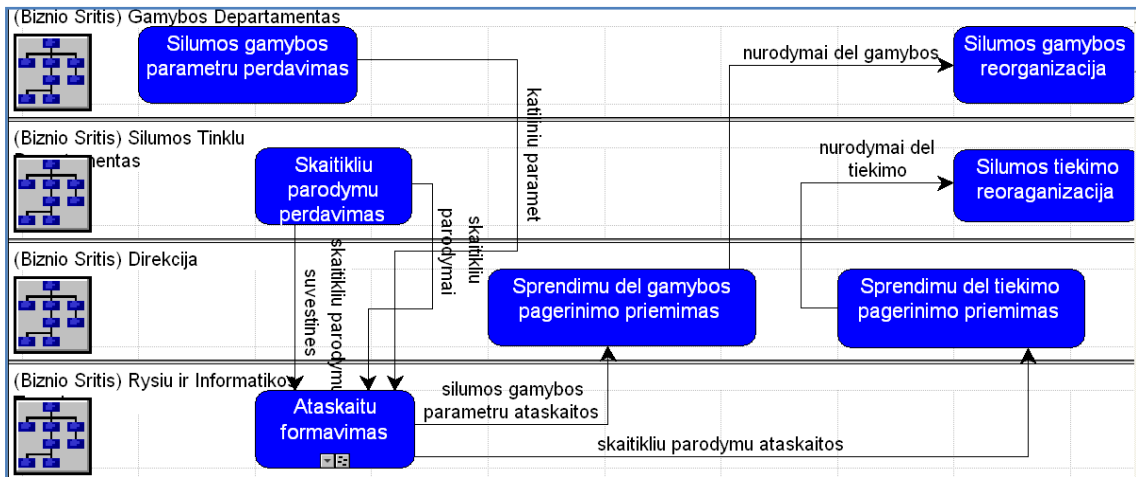 (Biznio Sritis) Gamybos Departamentas
Silumos gamybos
parametru perdavimas
nurodymai del gamybos
Silumos gamybos
reorganizacija
katiliniu paramet
(Biznio Sritis) Silumos Tinklu
mentas
Skaitikliu
parodymu
perdavimas
nurodymai del
tiekimo
Silumos tiekimo
reoraganizacija
skaitikliu
parodymai
skaitikliu parodymu
suvestines
(Biznio Sritis) Direkcija
Sprendimu del gamybos
pagerinimo priemimas
Sprendimu del tiekimo
pagerinimo priemimas
(Biznio Sritis) Rysiu ir Informatikos
Ataskaitu
formavimas
silumos gamybos
parametru ataskaitos
skaitikliu parodymu ataskaitos